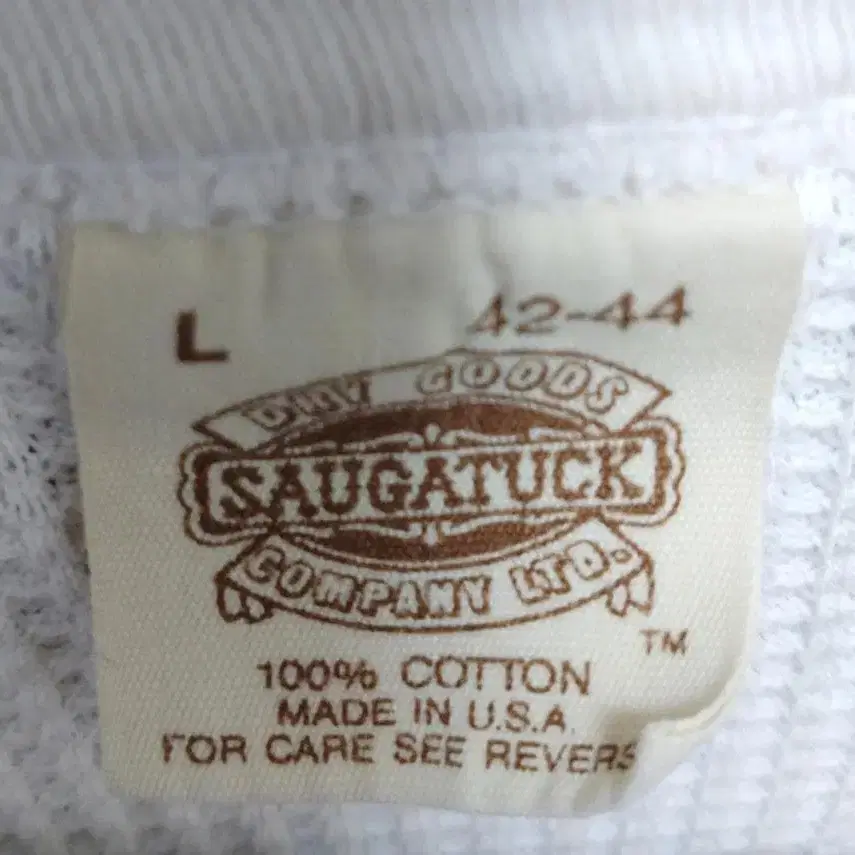 L 42-44
DRY GOODS
SAUGATUCK
COMPANY LTD.
TM
100% COTTON
MADE IN U.S.A.
FOR CARE SEE REVERS